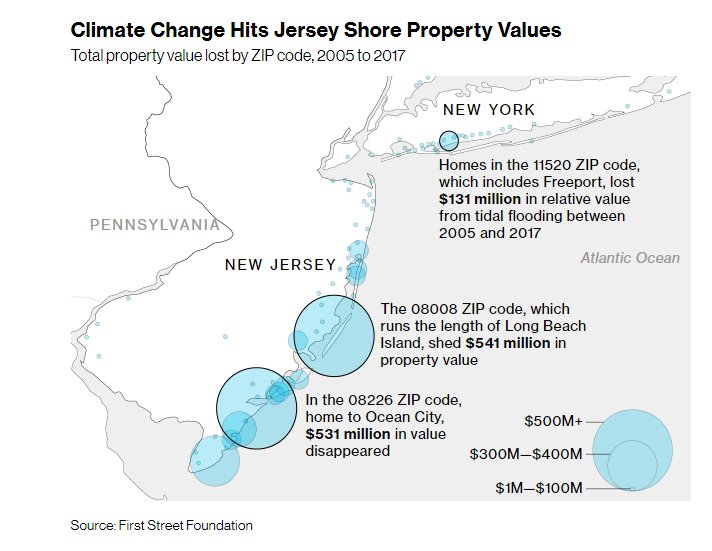 Climate Change Hits Jersey Shore Property Values
Total property value lost by ZIP code, 2005 to 2017
NEW YORK
Homes in the 11520 ZIP code,
which includes Freeport, lost
$131 million in relative value
from tidal flooding between
2005 and 2017
PENNSYLVANIA
Atlantic Ocean
NEW JERSEY
The 08008 ZIP code, which
runs the length of Long Beach
Island, shed $541 million in
property value
In the 08226 ZIP code,
home to Ocean City,
$531 million in value
disappeared
$500M+
$300M—$400M
$1M—$100M
Source: First Street Foundation